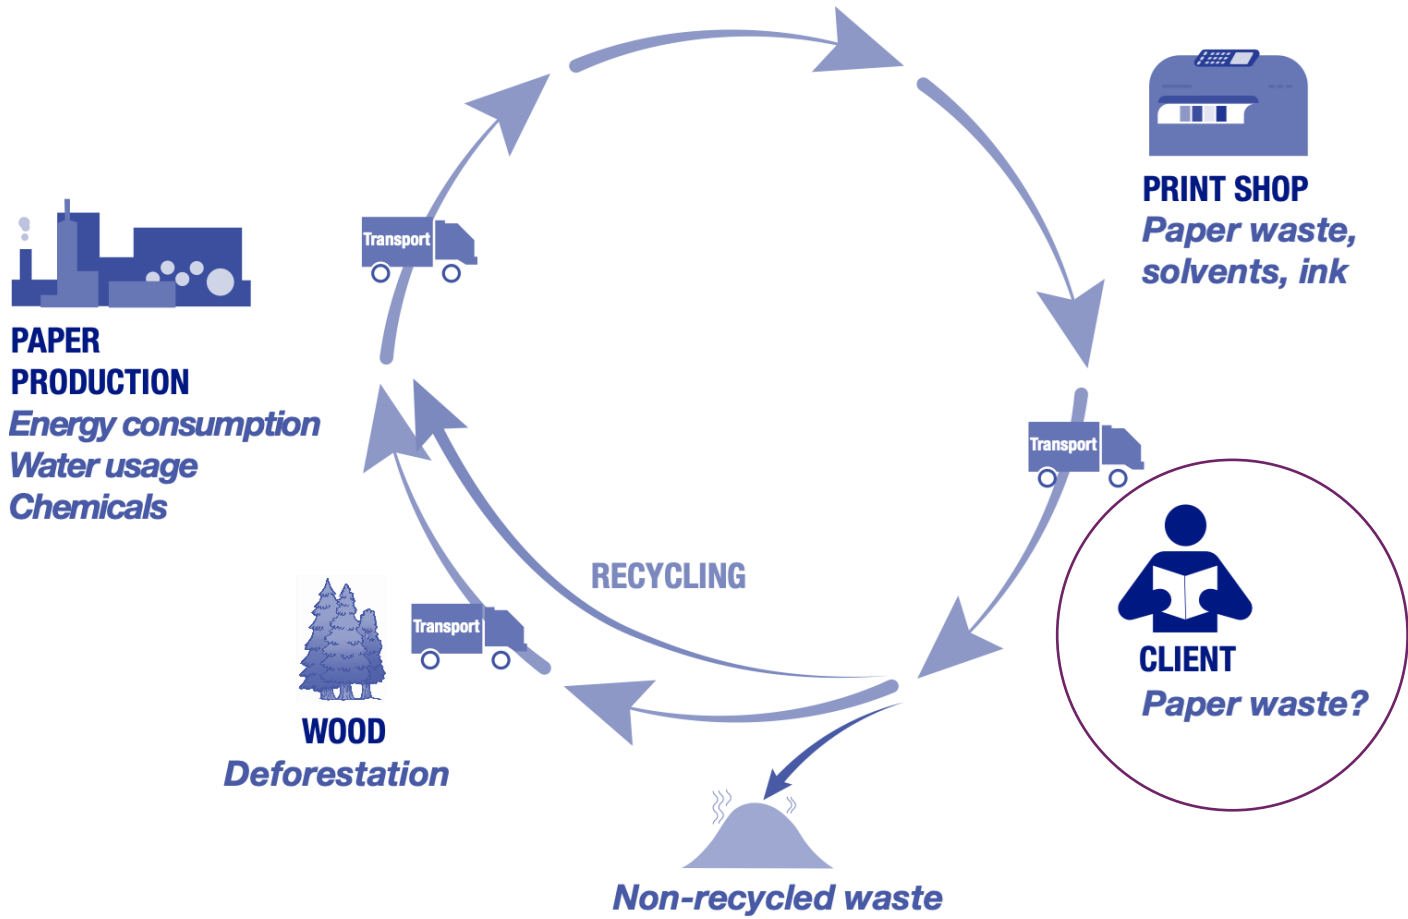 PRINT SHOP
Paper waste,
solvents, ink
Transport
PAPER
PRODUCTION
Energy consumption
Water usage
Chemicals
Transport
RECYCLING
Transport
CLIENT
Paper waste?
WOOD
Deforestation
Non-recycled waste